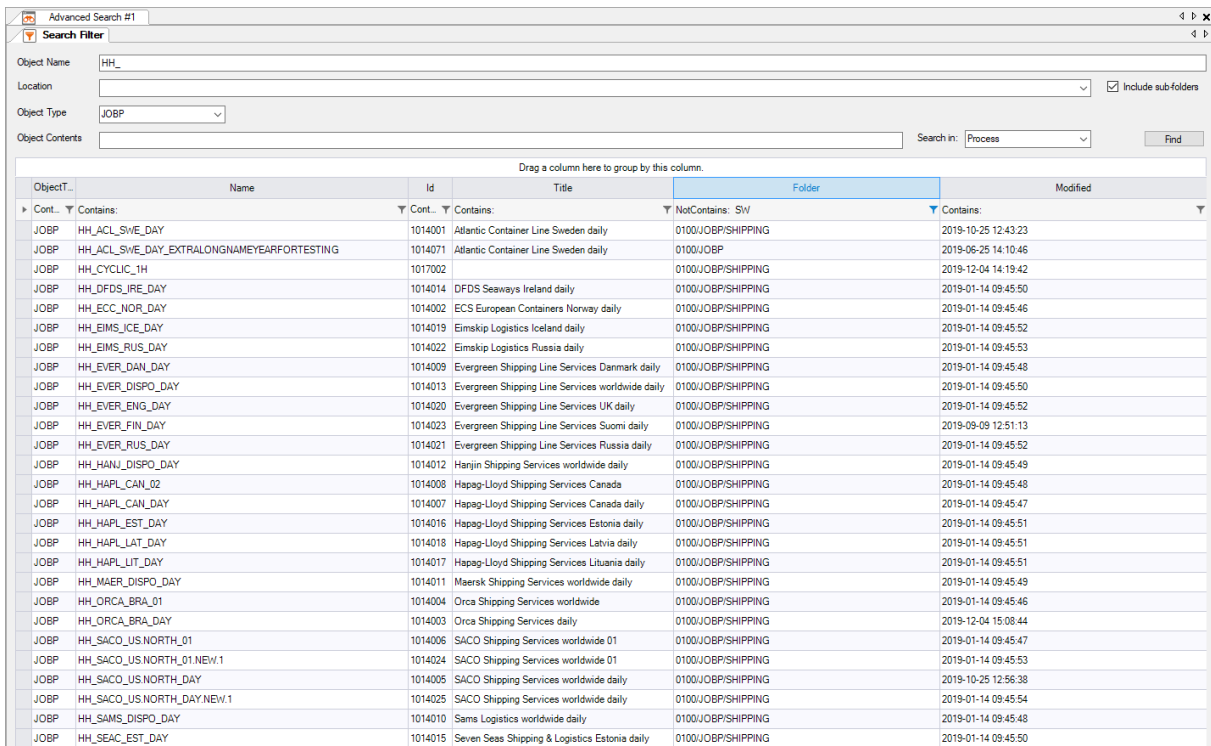 Advanced Search #1
Search Filter
Object Name HH_
Location Include sub-folders
Object Type JOBP
Object Contents Search in: Process Find
Drag a column here to group by this column.
ObjectT... Name Id Title Folder Modified
Cont... Contains: Cont... Contains: NotContains: SW Contains:
JOBP HH_ACL_SWE_DAY 1014001 Atlantic Container Line Sweden daily 0100/JOBP/SHIPPING 2019-10-25 12:43:23
JOBP HH_ACL_SWE_DAY_EXTRALONGNAMEYEARFORTESTING 1014071 Atlantic Container Line Sweden daily 0100/JOBP 2019-06-25 14:10:46
JOBP HH_CYCLIC_1H 1017002 0100/JOBP/SHIPPING 2019-12-04 14:19:42
JOBP HH_DFDS_IRE_DAY 1014014 DFDS Seaways Ireland daily 0100/JOBP/SHIPPING 2019-01-14 09:45:50
JOBP HH_ECC_NOR_DAY 1014002 ECS European Containers Norway daily 0100/JOBP/SHIPPING 2019-01-14 09:45:46
JOBP HH_EIMS_ICE_DAY 1014019 Eimskip Logistics Iceland daily 0100/JOBP/SHIPPING 2019-01-14 09:45:52
JOBP HH_EIMS_RUS_DAY 1014022 Eimskip Logistics Russia daily 0100/JOBP/SHIPPING 2019-01-14 09:45:53
JOBP HH_EVER_DAN_DAY 1014009 Evergreen Shipping Line Services Danmark daily 0100/JOBP/SHIPPING 2019-01-14 09:45:48
JOBP HH_EVER_DISPO_DAY 1014013 Evergreen Shipping Line Services worldwide daily 0100/JOBP/SHIPPING 2019-01-14 09:45:50
JOBP HH_EVER_ENG_DAY 1014020 Evergreen Shipping Line Services UK daily 0100/JOBP/SHIPPING 2019-01-14 09:45:52
JOBP HH_EVER_FIN_DAY 1014023 Evergreen Shipping Line Services Suomi daily 0100/JOBP/SHIPPING 2019-09-09 12:51:13
JOBP HH_EVER_RUS_DAY 1014021 Evergreen Shipping Line Services Russia daily 0100/JOBP/SHIPPING 2019-01-14 09:45:52
JOBP HH_HANJ_DISPO_DAY 1014012 Hanjin Shipping Services worldwide daily 0100/JOBP/SHIPPING 2019-01-14 09:45:49
JOBP HH_HAPL_CAN_02 1014008 Hapag-Lloyd Shipping Services Canada 0100/JOBP/SHIPPING 2019-01-14 09:45:48
JOBP HH_HAPL_CAN_DAY 1014007 Hapag-Lloyd Shipping Services Canada daily 0100/JOBP/SHIPPING 2019-01-14 09:45:47
JOBP HH_HAPL_EST_DAY 1014016 Hapag-Lloyd Shipping Services Estonia daily 0100/JOBP/SHIPPING 2019-01-14 09:45:51
JOBP HH_HAPL_LAT_DAY 1014018 Hapag-Lloyd Shipping Services Latvia daily 0100/JOBP/SHIPPING 2019-01-14 09:45:51
JOBP HH_HAPL_LIT_DAY 1014017 Hapag-Lloyd Shipping Services Lituania daily 0100/JOBP/SHIPPING 2019-01-14 09:45:51
JOBP HH_MAER_DISPO_DAY 1014011 Maersk Shipping Services worldwide daily 0100/JOBP/SHIPPING 2019-01-14 09:45:49
JOBP HH_ORCA_BRA_01 1014004 Orca Shipping Services worldwide 0100/JOBP/SHIPPING 2019-01-14 09:45:46
JOBP HH_ORCA_BRA_DAY 1014003 Orca Shipping Services daily 0100/JOBP/SHIPPING 2019-12-04 15:08:44
JOBP HH_SACO_US.NORTH_01 1014006 SACO Shipping Services worldwide 01 0100/JOBP/SHIPPING 2019-01-14 09:45:47
JOBP HH_SACO_US.NORTH_01.NEW.1 1014024 SACO Shipping Services worldwide 01 0100/JOBP/SHIPPING 2019-01-14 09:45:53
JOBP HH_SACO_US.NORTH_DAY 1014005 SACO Shipping Services worldwide daily 0100/JOBP/SHIPPING 2019-10-25 12:56:38
JOBP HH_SACO_US.NORTH_DAY.NEW.1 1014025 SACO Shipping Services worldwide daily 0100/JOBP/SHIPPING 2019-01-14 09:45:54
JOBP HH_SAMS_DISPO_DAY 1014010 Sams Logistics worldwide daily 0100/JOBP/SHIPPING 2019-01-14 09:45:48
JOBP HH_SEAC_EST_DAY 1014015 Seven Seas Shipping & Logistics Estonia daily 0100/JOBP/SHIPPING 2019-01-14 09:45:50